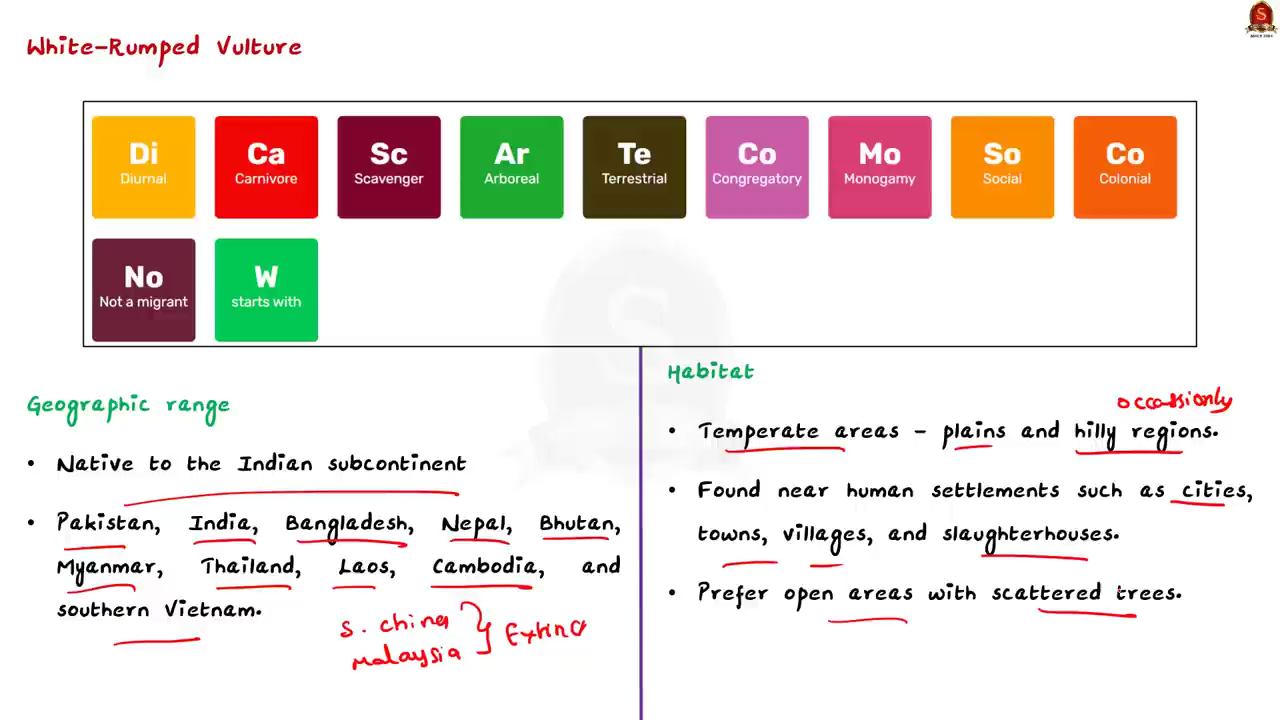 White-Rumped Vulture
Di
Diurnal
Ca
Carnivore
Sc
Scavenger
Ar
Arboreal
Te
Terrestrial
Co
Congregatory
Mo
Monogamy
So
Social
Co
Colonial
No
Not a migrant
W
starts with
Geographic range
• Native to the Indian subcontinent
• Pakistan, India, Bangladesh, Nepal, Bhutan,
Myanmar, Thailand, Laos, Cambodia, and
southern Vietnam.
S. china
malaysia
Habitat
occassionly
• Temperate areas - plains and hilly regions.
• Found near human settlements such as cities,
towns, villages, and slaughterhouses.
• Prefer open areas with scattered trees.
S